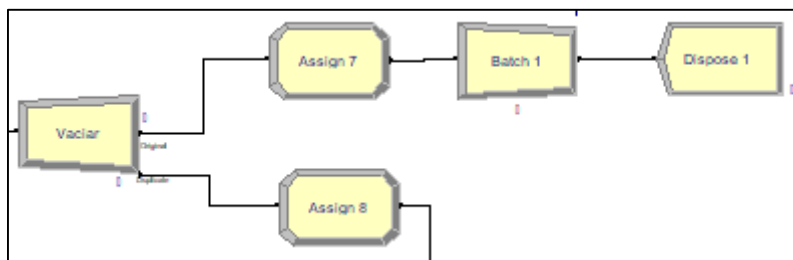 Assign 7
Batch 1
Dispose 1
Vaciar
Original
Duplicate
Assign 8